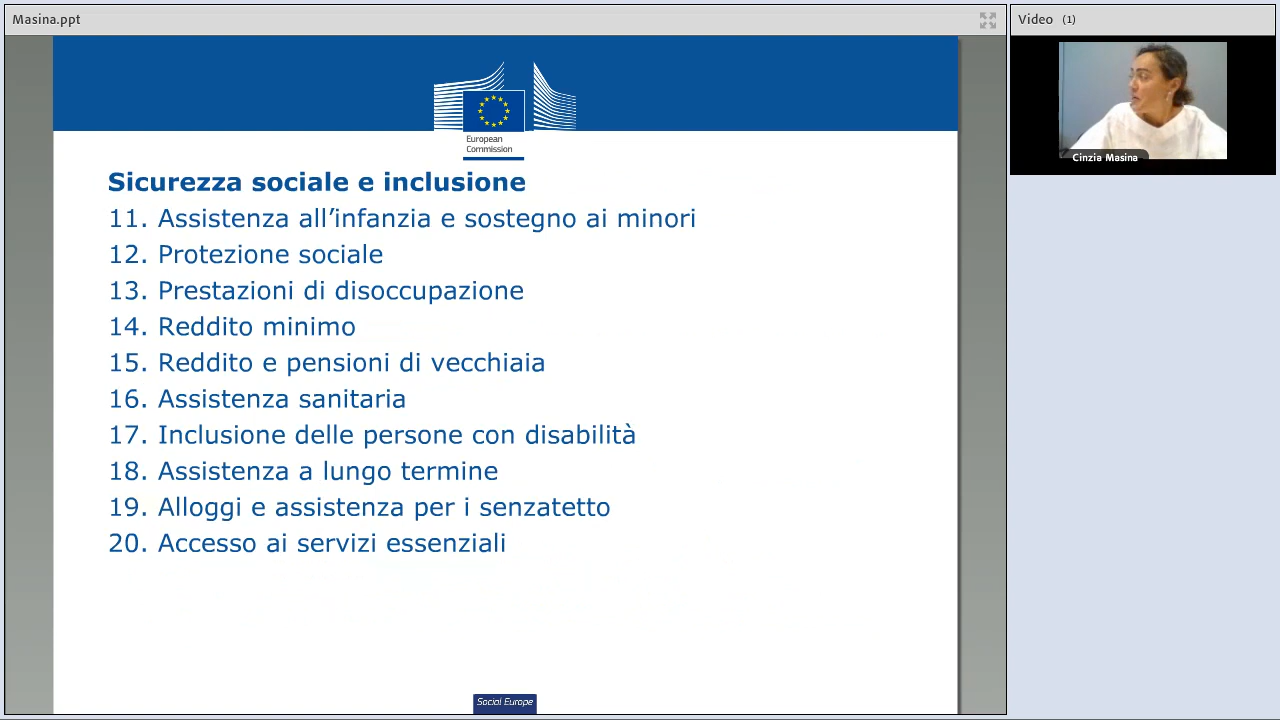 Masina.ppt
Video (1)
Cinzia Masina
European
Commission
Sicurezza sociale e inclusione
11. Assistenza all’infanzia e sostegno ai minori
12. Protezione sociale
13. Prestazioni di disoccupazione
14. Reddito minimo
15. Reddito e pensioni di vecchiaia
16. Assistenza sanitaria
17. Inclusione delle persone con disabilità
18. Assistenza a lungo termine
19. Alloggi e assistenza per i senzatetto
20. Accesso ai servizi essenziali
Social Europe